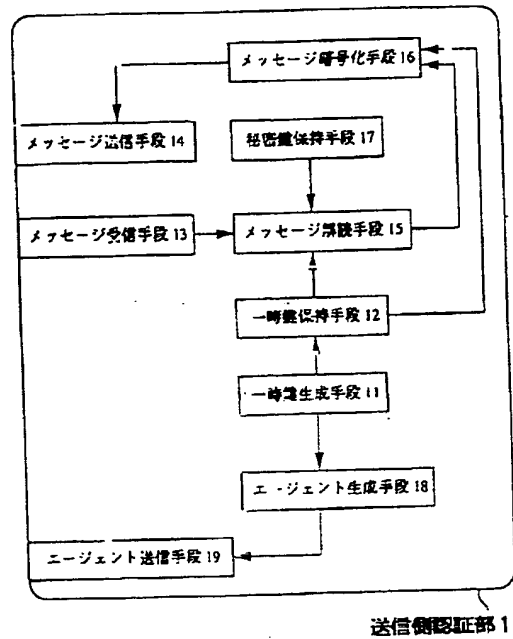 メッセージ暗号化手段 16
メッセージ送信手段 14
秘密鍵保持手段 17
メッセージ受信手段 13
メッセージ解読手段 15
一時鍵保持手段 12
一時鍵生成手段 11
エージェント生成手段 18
エージェント送信手段 19
送信側認証部 1